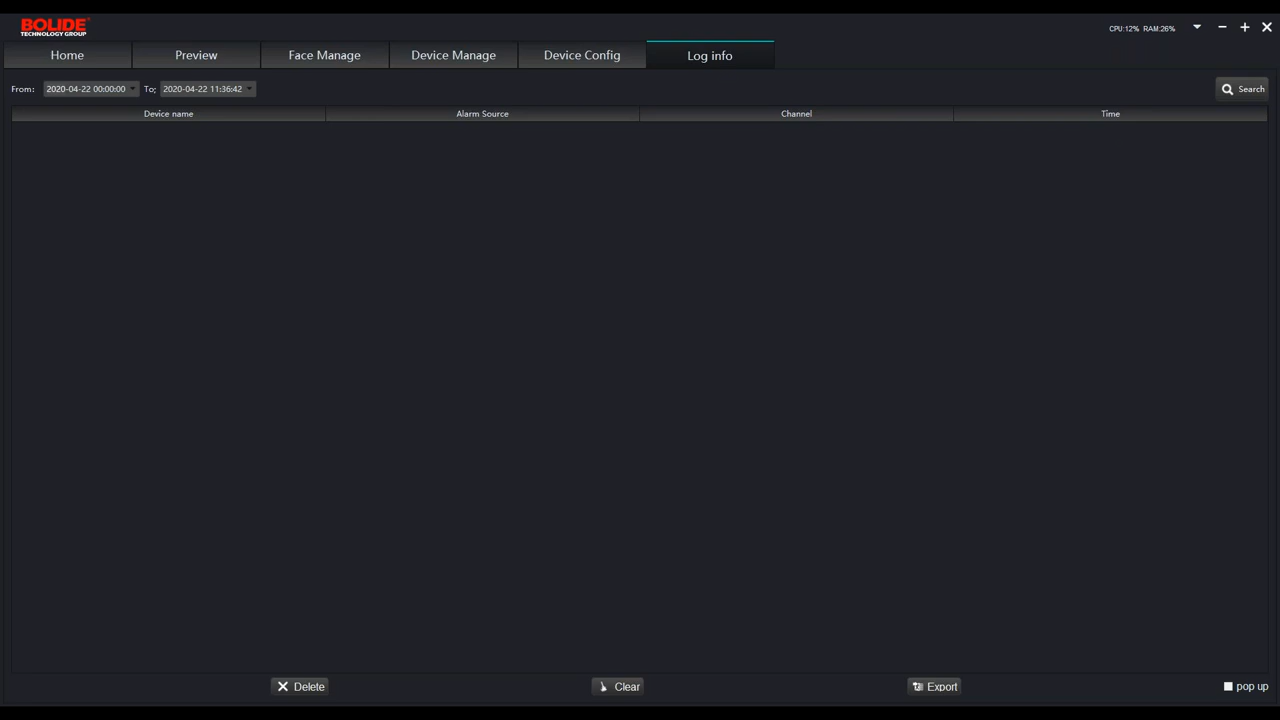 BOLIDE
TECHNOLOGY GROUP
CPU:12% RAM:26%
Home Preview Face Manage Device Manage Device Config Log info
From: 2020-04-22 00:00:00 To; 2020-04-22 11:36:42 Search
Device name Alarm Source Channel Time
Delete Clear Export pop up